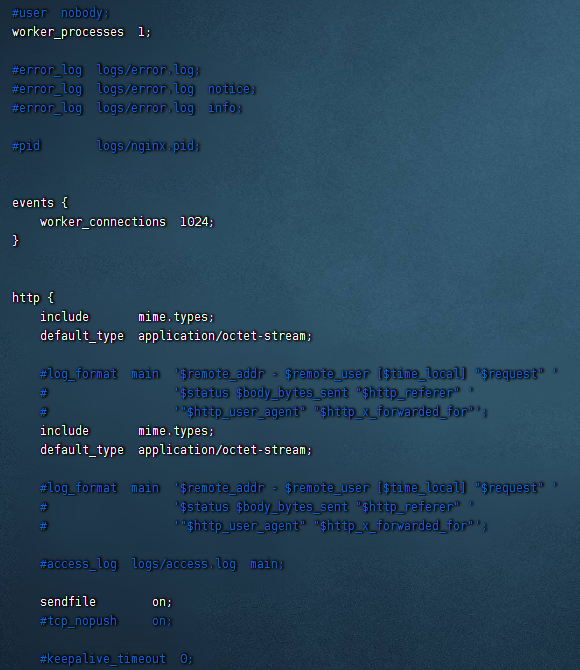 #user  nobody;
worker_processes  1;
#error_log  logs/error.log;
#error_log  logs/error.log  notice;
#error_log  logs/error.log  info;
#pid        logs/nginx.pid;
events {
    worker_connections  1024;
}
http {
    include       mime.types;
    default_type  application/octet-stream;
    #log_format  main  '$remote_addr - $remote_user [$time_local] "$request" '
    #                  '$status $body_bytes_sent "$http_referer" '
    #                  '"$http_user_agent" "$http_x_forwarded_for"';
    include       mime.types;
    default_type  application/octet-stream;
    #log_format  main  '$remote_addr - $remote_user [$time_local] "$request" '
    #                  '$status $body_bytes_sent "$http_referer" '
    #                  '"$http_user_agent" "$http_x_forwarded_for"';
    #access_log  logs/access.log  main;
    sendfile        on;
    #tcp_nopush     on;
    #keepalive_timeout  0;